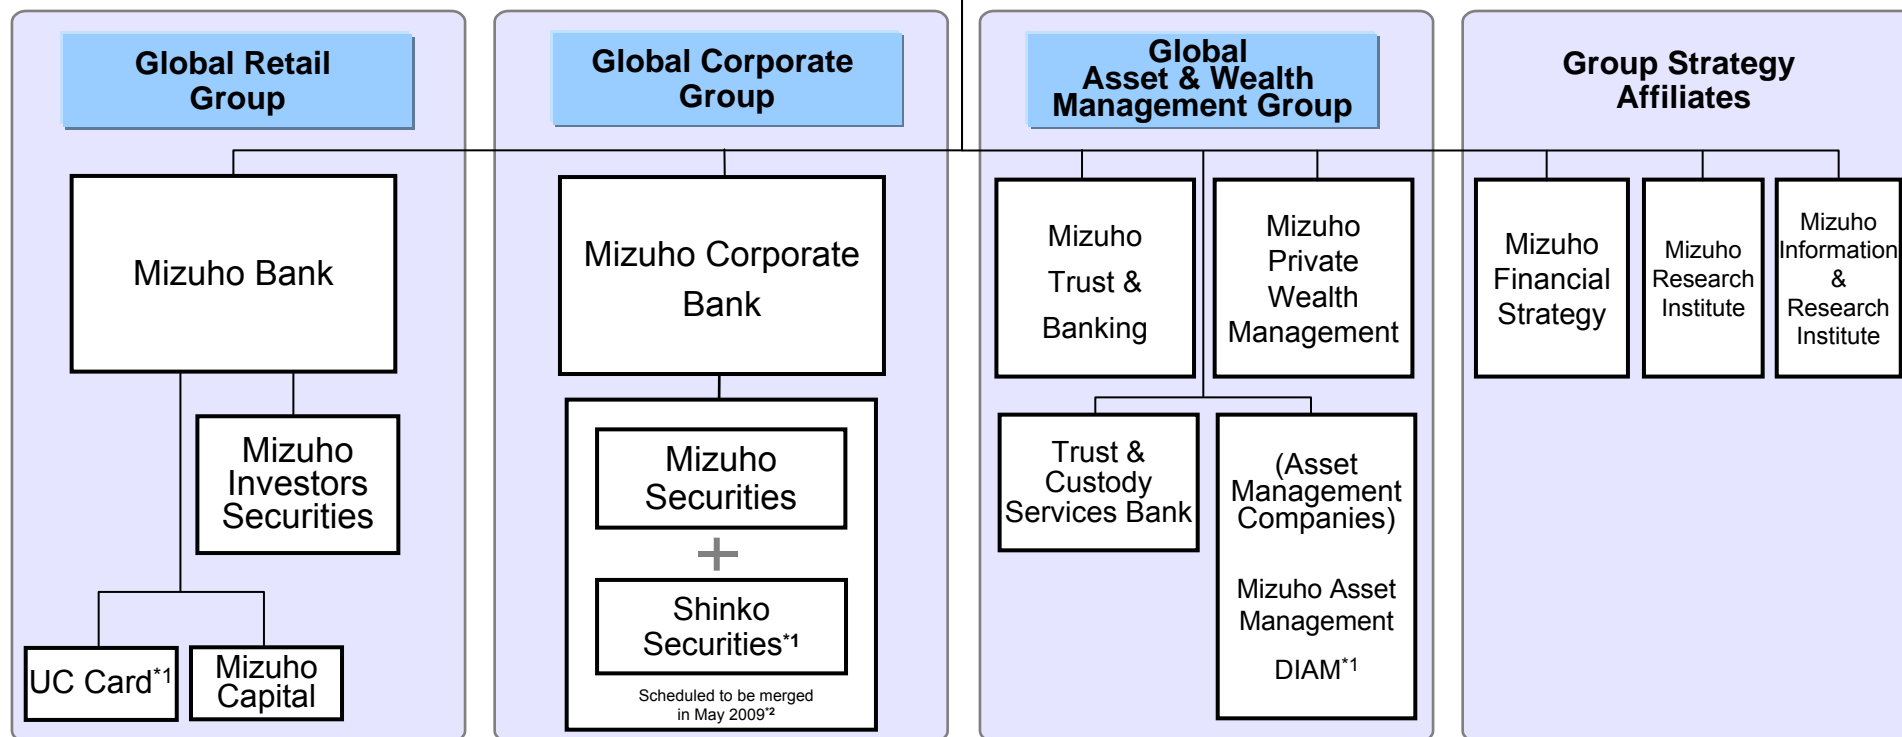 Global Retail
Group
Mizuho Bank
Mizuho
Investors
Securities
UC Card*1
Mizuho
Capital
Global Corporate
Group
Mizuho Corporate
Bank
Mizuho
Securities
+
Shinko
Securities*1
Scheduled to be merged
in May 2009*2
Global
Asset & Wealth
Management Group
Mizuho
Trust &
Banking
Mizuho
Private
Wealth
Management
Trust &
Custody
Services Bank
(Asset
Management
Companies)
Mizuho Asset
Management
DIAM*1
Group Strategy
Affiliates
Mizuho
Financial
Strategy
Mizuho
Research
Institute
Mizuho
Information
&
Research
Institute